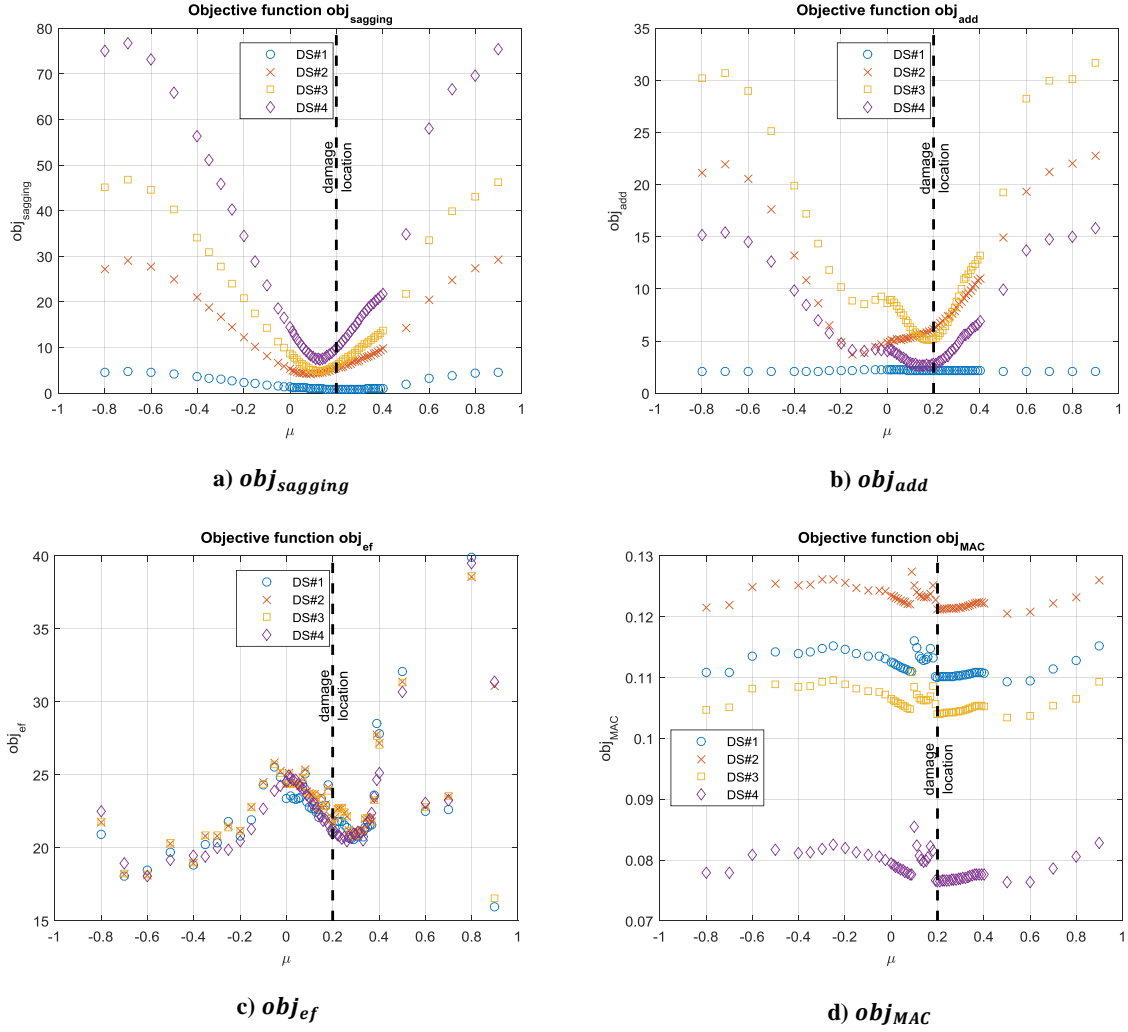 Objective function obj_sagging
80
70
60
50
40
30
20
10
0
obj_sagging
-1 -0.8 -0.6 -0.4 -0.2 0 0.2 0.4 0.6 0.8 1
μ
DS#1
DS#2
DS#3
DS#4
damage
location
a) obj_sagging
Objective function obj_add
35
30
25
20
15
10
5
0
obj_add
-1 -0.8 -0.6 -0.4 -0.2 0 0.2 0.4 0.6 0.8 1
μ
DS#1
DS#2
DS#3
DS#4
damage
location
b) obj_add
Objective function obj_ef
40
35
30
25
20
15
obj_ef
-1 -0.8 -0.6 -0.4 -0.2 0 0.2 0.4 0.6 0.8 1
μ
DS#1
DS#2
DS#3
DS#4
damage
location
c) obj_ef
Objective function obj_MAC
0.13
0.12
0.11
0.1
0.09
0.08
0.07
obj_MAC
-1 -0.8 -0.6 -0.4 -0.2 0 0.2 0.4 0.6 0.8 1
μ
DS#1
DS#2
DS#3
DS#4
damage
location
d) obj_MAC